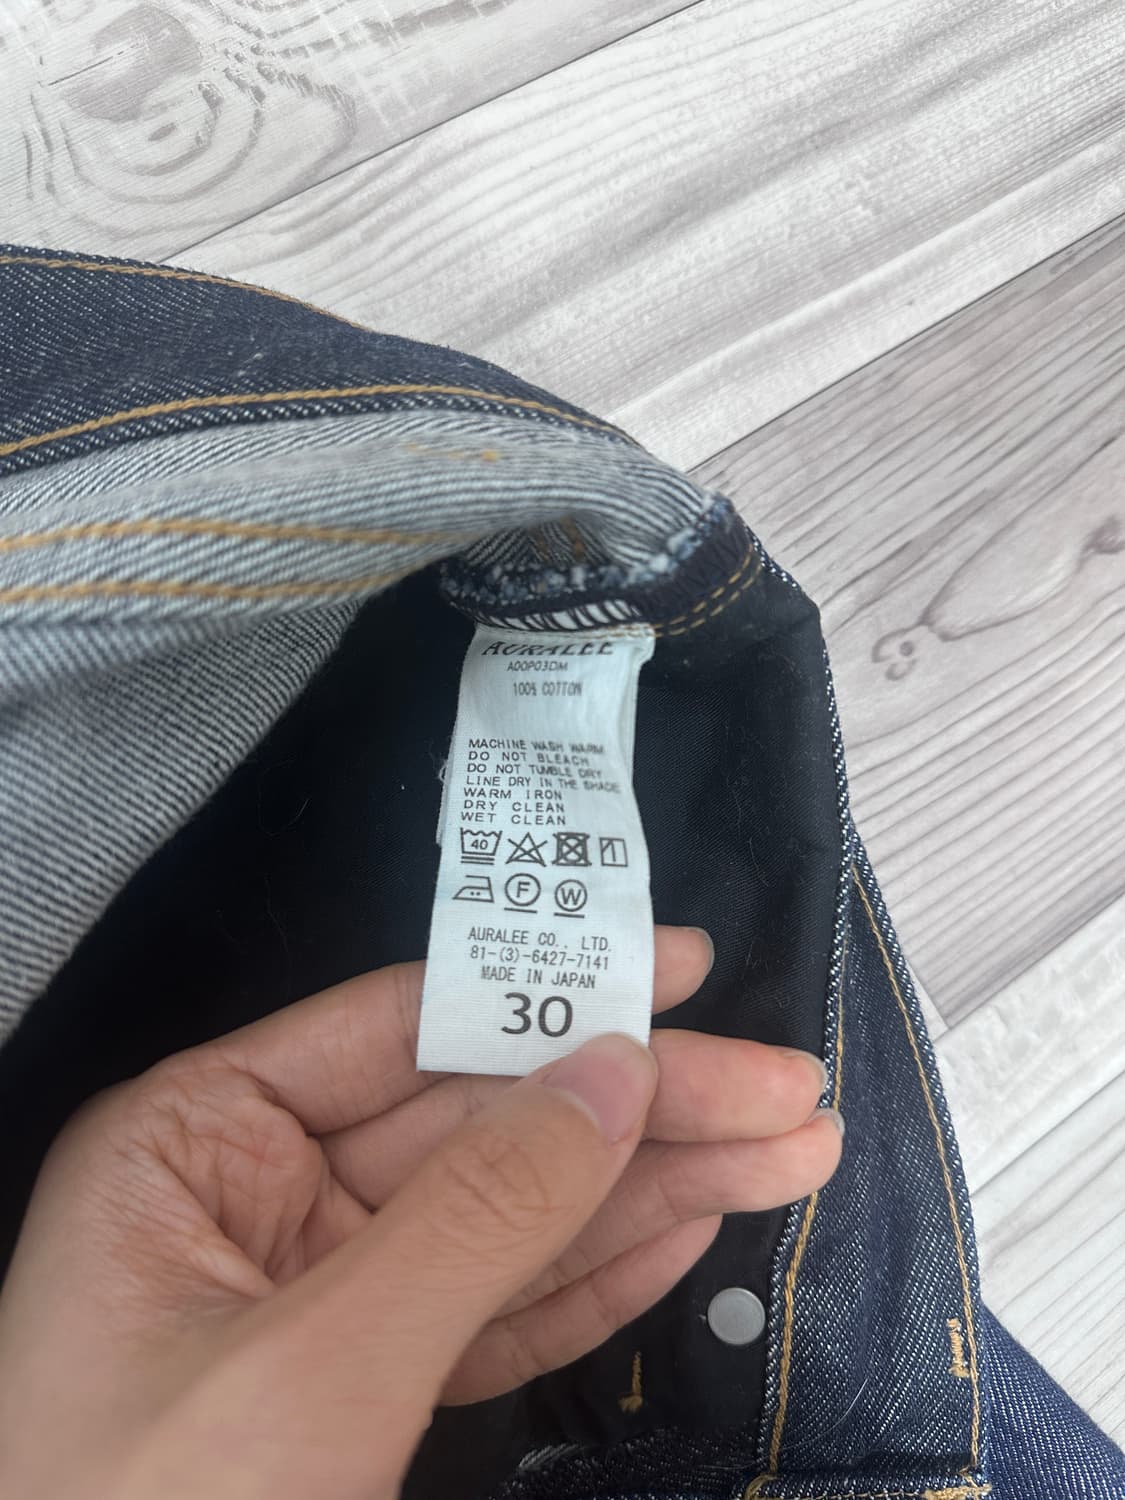 AURALEE
A00P03DM
100% COTTON
MACHINE WASH WARM
DO NOT BLEACH
DO NOT TUMBLE DRY
LINE DRY IN THE SHADE
WARM IRON
DRY CLEAN
WET CLEAN
40
F W
AURALEE CO., LTD.
81-(3)-6427-7141
MADE IN JAPAN
30